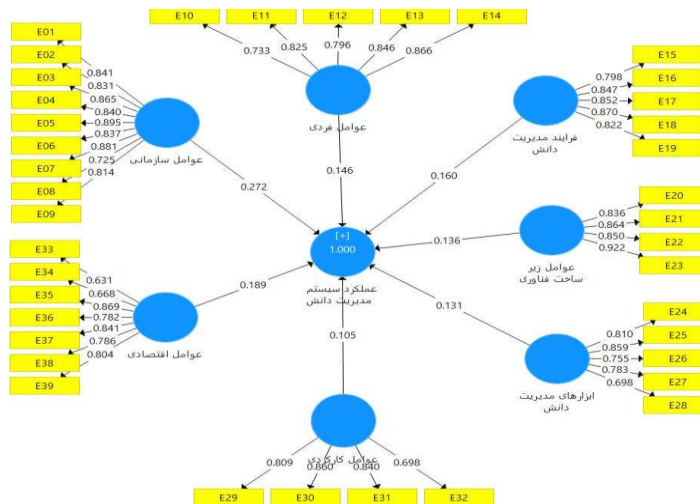 E10
E11
E12
E13
E14
0.733
0.825
0.796
0.846
0.866
عوامل فردی
0.146
E01
E02
E03
E04
E05
E06
E07
E08
E09
0.841
0.831
0.865
0.840
0.895
0.837
0.881
0.725
0.814
عوامل سازمانی
0.272
E15
E16
E17
E18
E19
0.798
0.847
0.852
0.870
0.822
فرایند مدیریت
دانش
0.160
E20
E21
E22
E23
0.836
0.864
0.850
0.922
عوامل زیر
ساخت فناوری
0.136
[+]
1.000
عملکرد سیستم
مدیریت دانش
E33
E34
E35
E36
E37
E38
E39
0.631
0.668
0.869
0.782
0.841
0.786
0.804
عوامل اقتصادی
0.189
E24
E25
E26
E27
E28
0.810
0.859
0.755
0.783
0.698
ابزارهای مدیریت
دانش
0.131
0.105
عوامل کارکردی
0.809
0.860
0.840
0.698
E29
E30
E31
E32